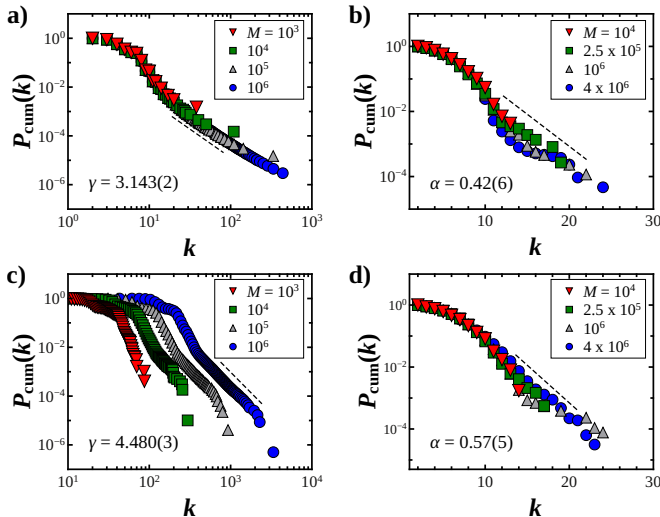 a)
P_cum(k)
10^0
10^-2
10^-4
10^-6
M = 10^3
10^4
10^5
10^6
γ = 3.143(2)
10^0 10^1 10^2 10^3
k
b)
P_cum(k)
10^0
10^-2
10^-4
M = 10^4
2.5 x 10^5
10^6
4 x 10^6
α = 0.42(6)
10 20 30
k
c)
P_cum(k)
10^0
10^-2
10^-4
10^-6
M = 10^3
10^4
10^5
10^6
γ = 4.480(3)
10^1 10^2 10^3 10^4
k
d)
P_cum(k)
10^0
10^-2
10^-4
M = 10^4
2.5 x 10^5
10^6
4 x 10^6
α = 0.57(5)
0 10 20 30
k